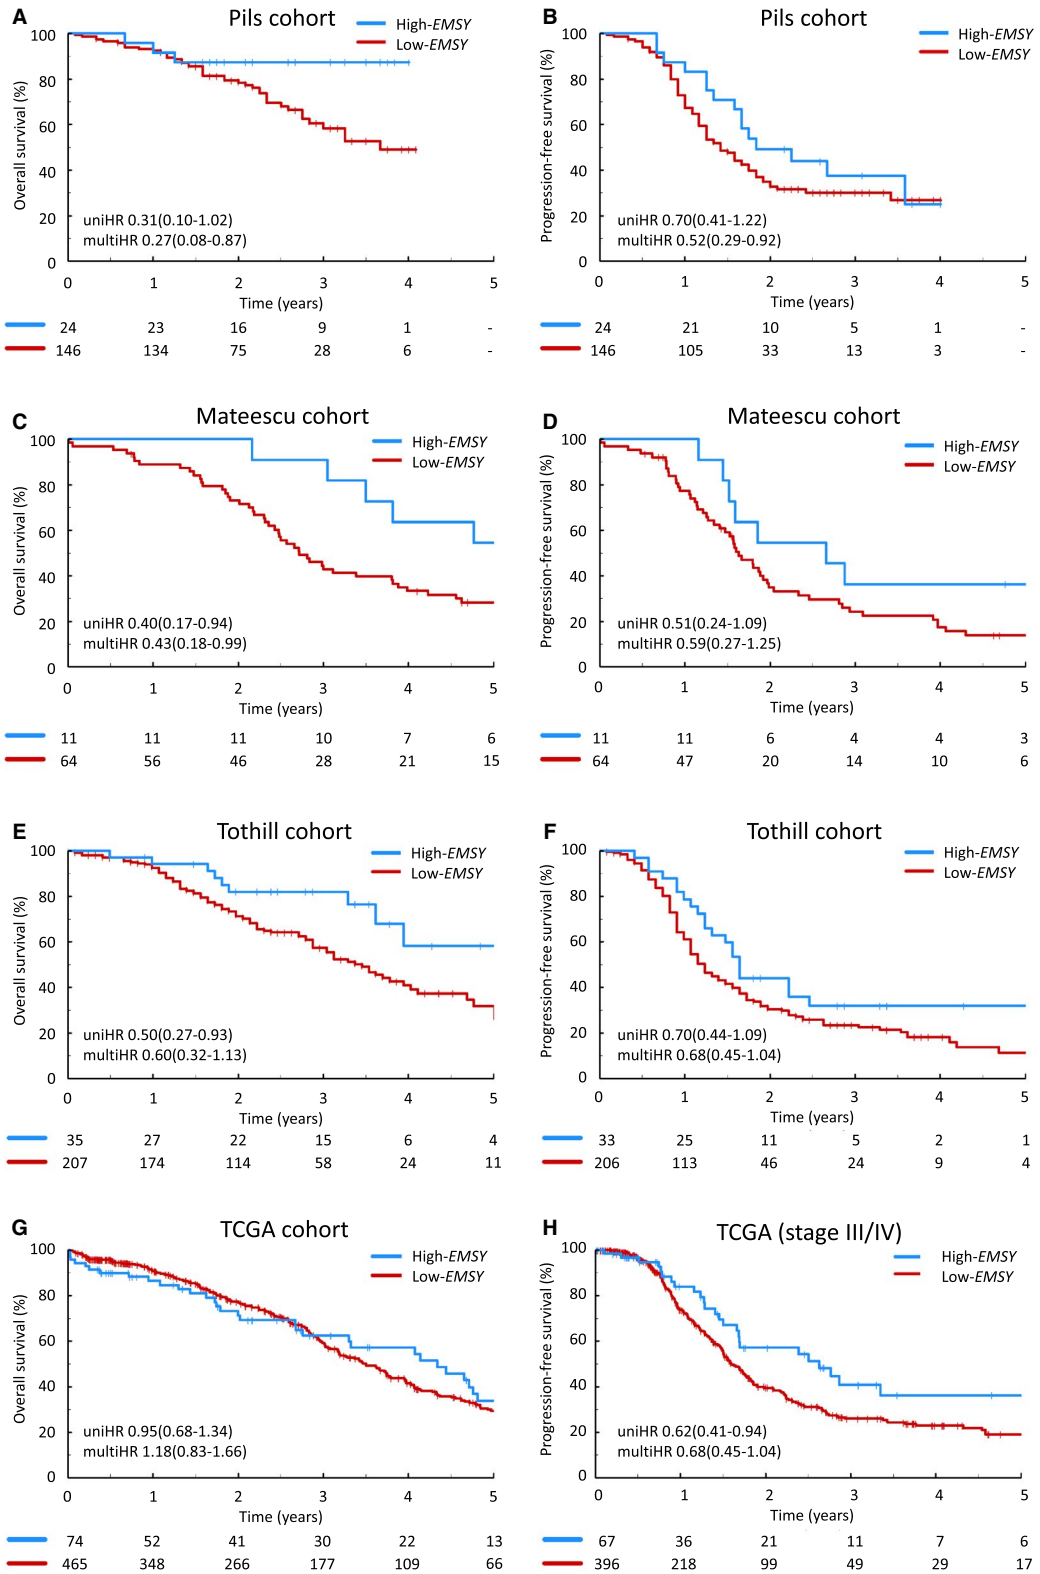 A
Pils cohort
High-EMSY
Low-EMSY
Overall survival (%)
100
80
60
40
20
0
uniHR 0.31(0.10-1.02)
multiHR 0.27(0.08-0.87)
0 1 2 3 4 5
Time (years)
24 23 16 9 1 -
146 134 75 28 6 -
B
Pils cohort
High-EMSY
Low-EMSY
Progression-free survival (%)
100
80
60
40
20
0
uniHR 0.70(0.41-1.22)
multiHR 0.52(0.29-0.92)
0 1 2 3 4 5
Time (years)
24 21 10 5 1 -
146 105 33 13 3 -
C
Mateescu cohort
High-EMSY
Low-EMSY
Overall survival (%)
100
80
60
40
20
0
uniHR 0.40(0.17-0.94)
multiHR 0.43(0.18-0.99)
0 1 2 3 4 5
Time (years)
11 11 11 10 7 6
64 56 46 28 21 15
D
Mateescu cohort
High-EMSY
Low-EMSY
Progression-free survival (%)
100
80
60
40
20
0
uniHR 0.51(0.24-1.09)
multiHR 0.59(0.27-1.25)
0 1 2 3 4 5
Time (years)
11 11 6 4 4 3
64 47 20 14 10 6
E
Tothill cohort
High-EMSY
Low-EMSY
Overall survival (%)
100
80
60
40
20
0
uniHR 0.50(0.27-0.93)
multiHR 0.60(0.32-1.13)
0 1 2 3 4 5
Time (years)
35 27 22 15 6 4
207 174 114 58 24 11
F
Tothill cohort
High-EMSY
Low-EMSY
Progression-free survival (%)
100
80
60
40
20
0
uniHR 0.70(0.44-1.09)
multiHR 0.68(0.45-1.04)
0 1 2 3 4 5
Time (years)
33 25 11 5 2 1
206 113 46 24 9 4
G
TCGA cohort
High-EMSY
Low-EMSY
Overall survival (%)
100
80
60
40
20
0
uniHR 0.95(0.68-1.34)
multiHR 1.18(0.83-1.66)
0 1 2 3 4 5
Time (years)
74 52 41 30 22 13
465 348 266 177 109 66
H
TCGA (stage III/IV)
High-EMSY
Low-EMSY
Progression-free survival (%)
100
80
60
40
20
0
uniHR 0.62(0.41-0.94)
multiHR 0.68(0.45-1.04)
0 1 2 3 4 5
Time (years)
67 36 21 11 7 6
396 218 99 49 29 17